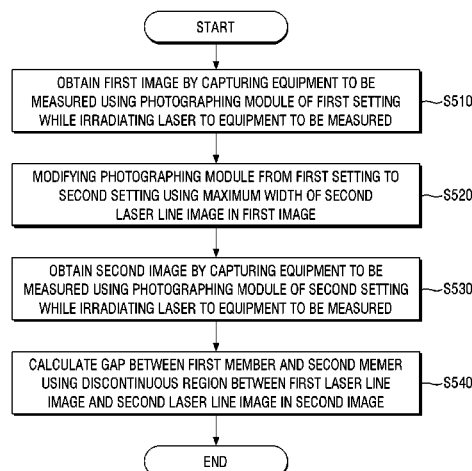 START
OBTAIN FIRST IMAGE BY CAPTURING EQUIPMENT TO BE
MEASURED USING PHOTOGRAPHING MODULE OF FIRST SETTING
WHILE IRRADIATING LASER TO EQUIPMENT TO BE MEASURED
S510
MODIFYING PHOTOGRAPHING MODULE FROM FIRST SETTING TO
SECOND SETTING USING MAXIMUM WIDTH OF SECOND
LASER LINE IMAGE IN FIRST IMAGE
S520
OBTAIN SECOND IMAGE BY CAPTURING EQUIPMENT TO BE
MEASURED USING PHOTOGRAPHING MODULE OF SECOND SETTING
WHILE IRRADIATING LASER TO EQUIPMENT TO BE MEASURED
S530
CALCULATE GAP BETWEEN FIRST MEMBER AND SECOND MEMER
USING DISCONTINUOUS REGION BETWEEN FIRST LASER LINE
IMAGE AND SECOND LASER LINE IMAGE IN SECOND IMAGE
S540
END